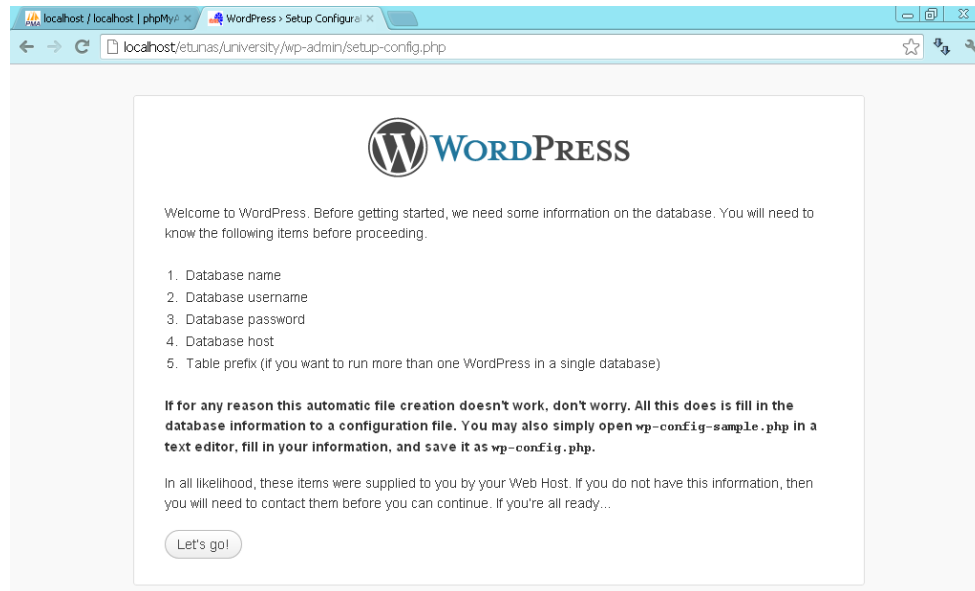 localhost / localhost | phpMyA
WordPress › Setup Configurat
localhost/etunas/university/wp-admin/setup-config.php
WORDPRESS
Welcome to WordPress. Before getting started, we need some information on the database. You will need to
know the following items before proceeding.
1. Database name
2. Database username
3. Database password
4. Database host
5. Table prefix (if you want to run more than one WordPress in a single database)
If for any reason this automatic file creation doesn't work, don't worry. All this does is fill in the
database information to a configuration file. You may also simply open wp-config-sample.php in a
text editor, fill in your information, and save it as wp-config.php.
In all likelihood, these items were supplied to you by your Web Host. If you do not have this information, then
you will need to contact them before you can continue. If you're all ready...
Let's go!